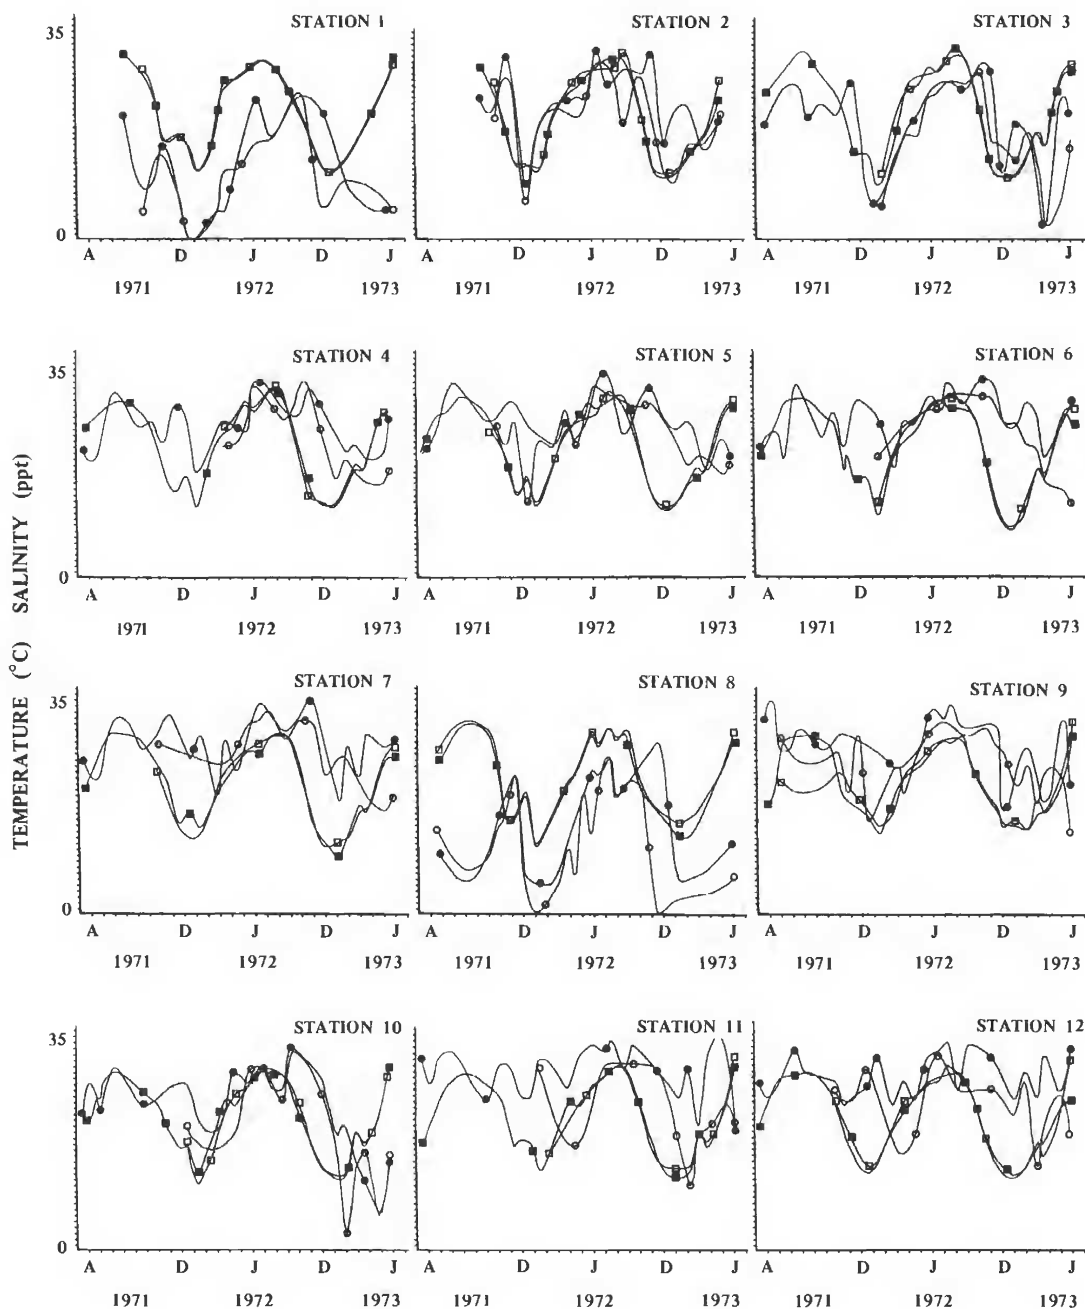 STATION 1 STATION 2 STATION 3
35
0
A D J D J A D J D J A D J D J
1971 1972 1973 1971 1972 1973 1971 1972 1973
STATION 4 STATION 5 STATION 6
35
0
A D J D J A D J D J A D J D J
1971 1972 1973 1971 1972 1973 1971 1972 1973
TEMPERATURE (°C) SALINITY (ppt)
STATION 7 STATION 8 STATION 9
35
0
A D J D J A D J D J A D J D J
1971 1972 1973 1971 1972 1973 1971 1972 1973
STATION 10 STATION 11 STATION 12
35
0
A D J D J A D J D J A D J D J
1971 1972 1973 1971 1972 1973 1971 1972 1973